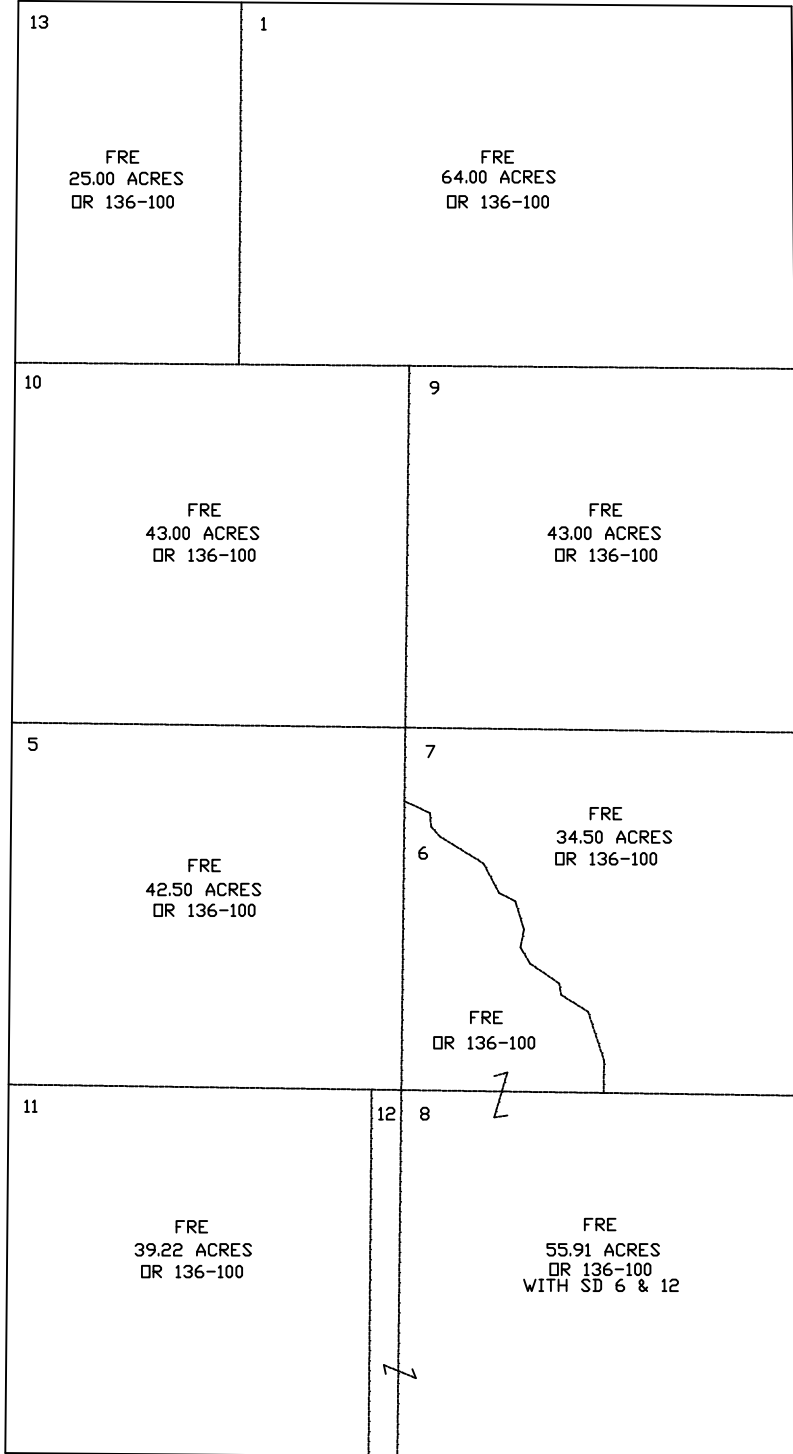 13
1
FRE
25.00 ACRES
OR 136-100
FRE
64.00 ACRES
OR 136-100
10
9
FRE
43.00 ACRES
OR 136-100
FRE
43.00 ACRES
OR 136-100
5
7
FRE
42.50 ACRES
OR 136-100
FRE
34.50 ACRES
OR 136-100
6
FRE
OR 136-100
11
12
8
FRE
39.22 ACRES
OR 136-100
FRE
55.91 ACRES
OR 136-100
WITH SD 6 & 12